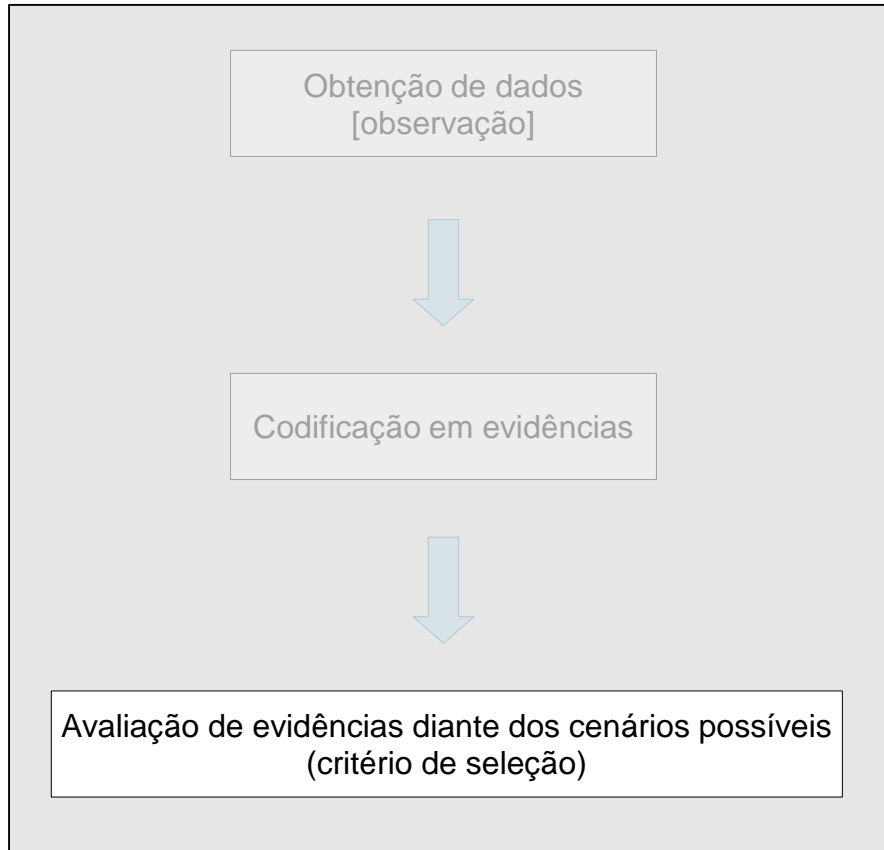 Obtenção de dados
[observação]
Codificação em evidências
Avaliação de evidências diante dos cenários possíveis
(critério de seleção)